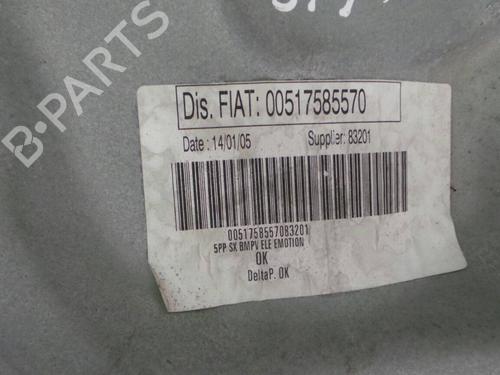 B-PARTS
Dis. FIAT: 00517585570
Date : 14/01/05 Supplier: 83201
0051758557083201
5PP SX BMPV ELE EMOTION
OK
DeltaP. OK